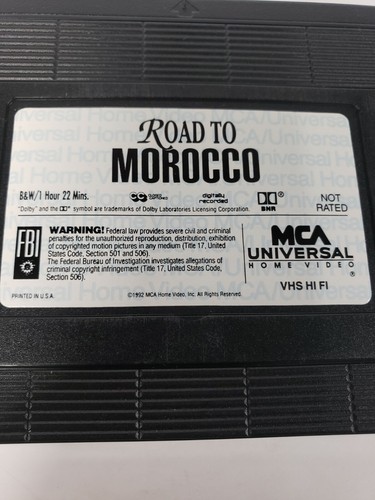 ROAD TO
MOROCCO
B&W/1 Hour 22 Mins.
digitally
recorded
BNR
NOT
RATED
"Dolby" and the symbol are trademarks of Dolby Laboratories Licensing Corporation.
FBI
WARNING! Federal law provides severe civil and criminal
penalties for the unauthorized reproduction, distribution, exhibition
of copyrighted motion pictures in any medium (Title 17, United
States Code, Section 501 and 506).
The Federal Bureau of Investigation investigates allegations of
criminal copyright infringement (Title 17, United States Code,
Section 506).
MCA
UNIVERSAL
HOME VIDEO
®
VHS HI FI
PRINTED IN U.S.A.
©1992 MCA Home Video, Inc. All Rights Reserved.